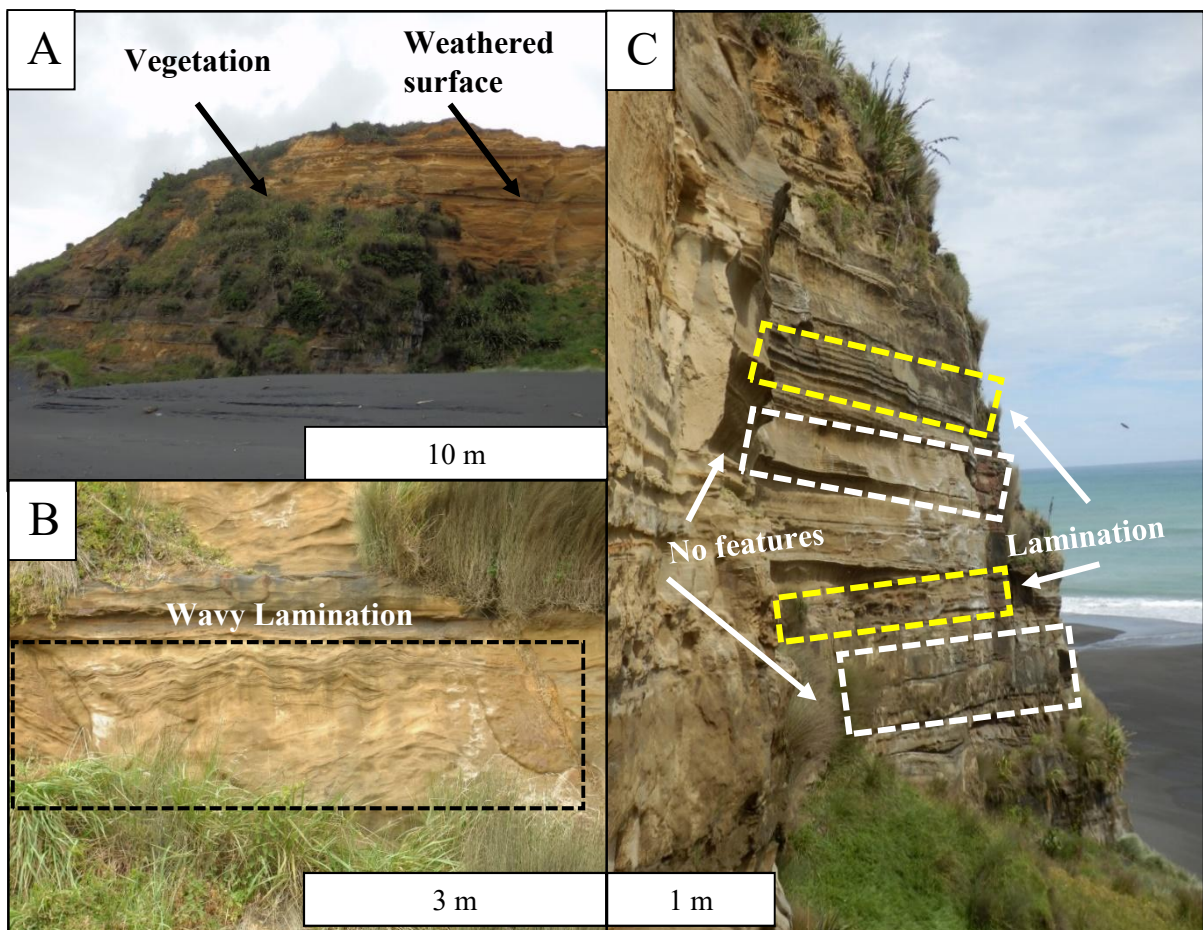 A
Vegetation
Weathered
surface
10 m
B
Wavy Lamination
3 m
C
No features
Lamination
1 m